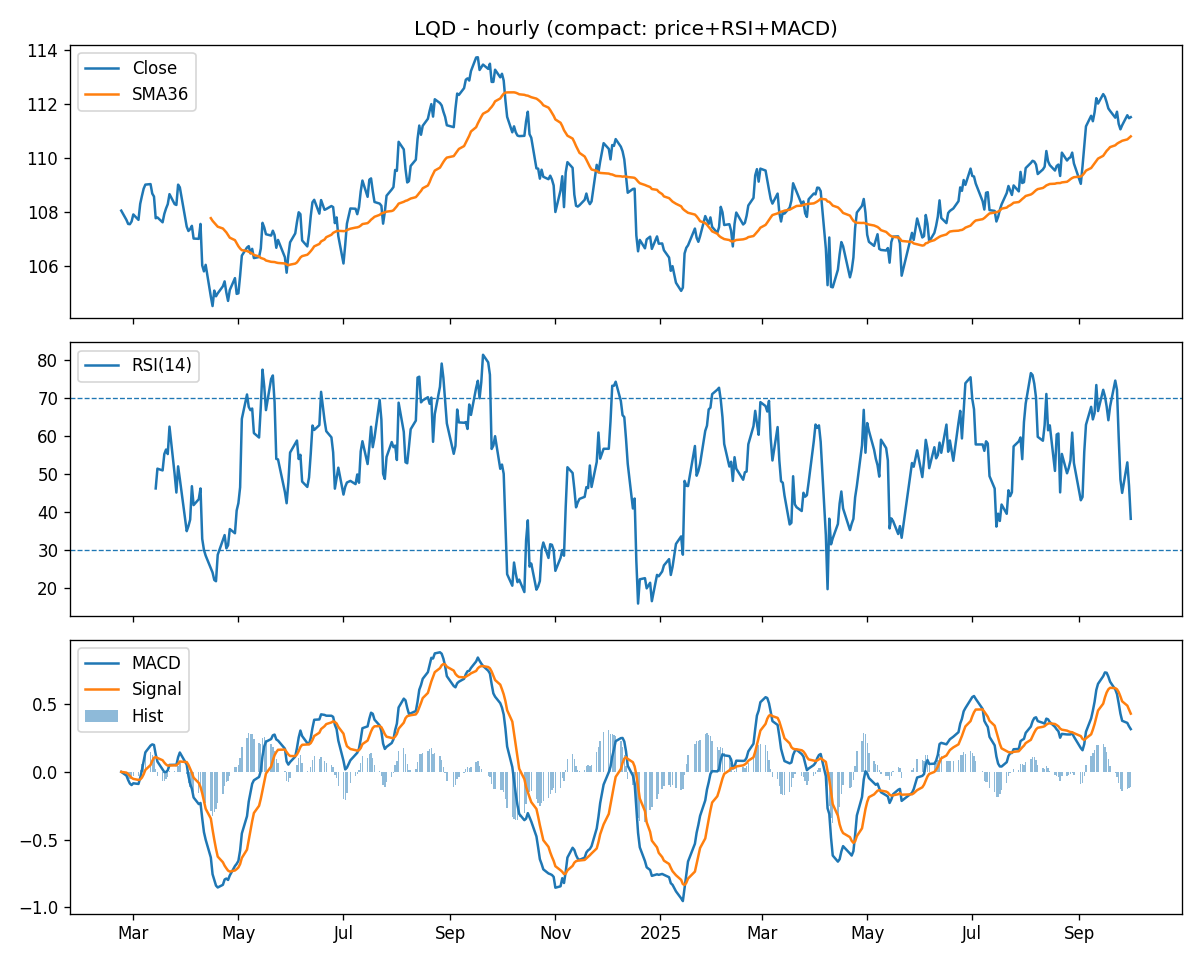 LQD - hourly (compact: price+RSI+MACD)
114
112
110
108
106
Close
SMA36
80
70
60
50
40
30
20
RSI(14)
0.5
0.0
−0.5
−1.0
MACD
Signal
Hist
Mar
May
Jul
Sep
Nov
2025
Mar
May
Jul
Sep